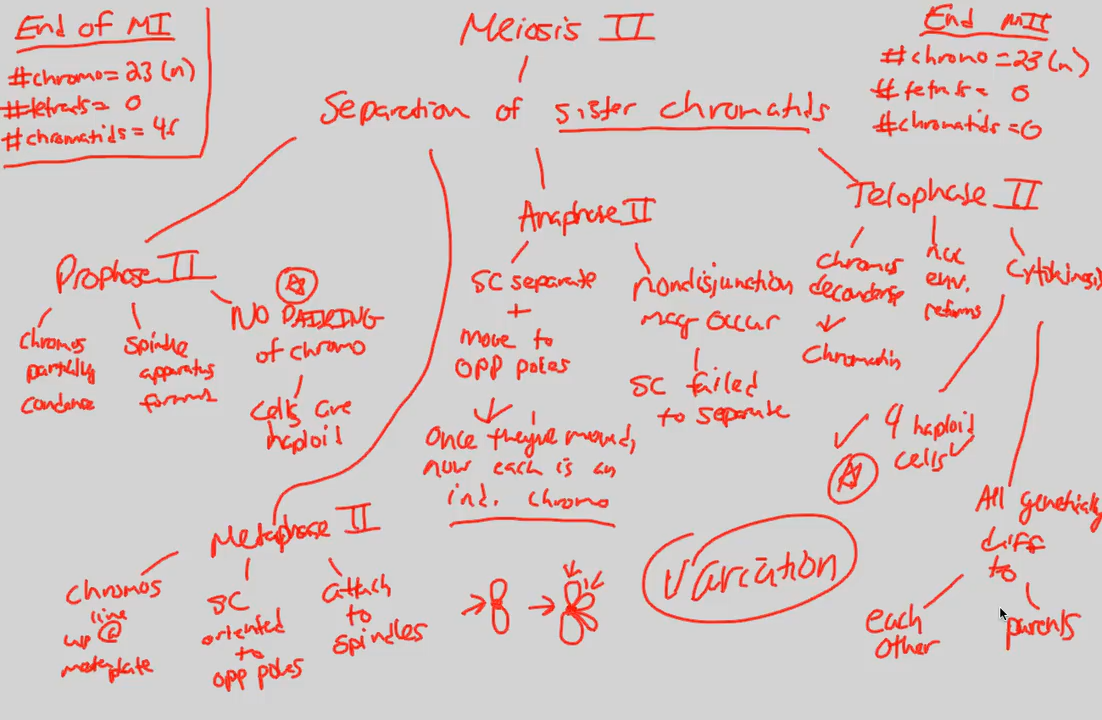 End of MI
#chromo = 23 (n)
#tetrads = 0
#chromatids = 46
Meiosis II
Separation of sister chromatids
End MII
#chromo = 23(n)
#tetrads = 0
#chromatids = 0
Prophase II
Chromos
partially
condense
Spindle
apparatus
forms
NO PAIRING
of chromo
Cells are
haploid
Metaphase II
Chromos
line
up @
metaplate
SC
oriented
to
opp poles
attach
to
spindles
Anaphase II
SC separate
+
move to
opp poles
Once they've moved,
now each is an
ind. chromo
nondisjunction
may occur
SC failed
to separate
Telophase II
Chromos
decondense
Chromatin
nuc
env.
returns
Cytokinesis
4 haploid
cells
All genetically
diff
to
each
other
parents
Variation